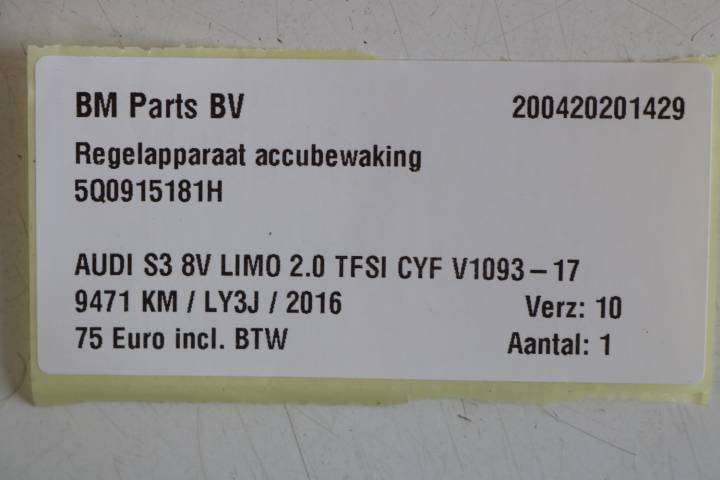 BM Parts BV 200420201429
Regelapparaat accubewaking
5Q0915181H
AUDI S3 8V LIMO 2.0 TFSI CYF V1093-17
9471 KM / LY3J / 2016 Verz: 10
75 Euro incl. BTW Aantal: 1